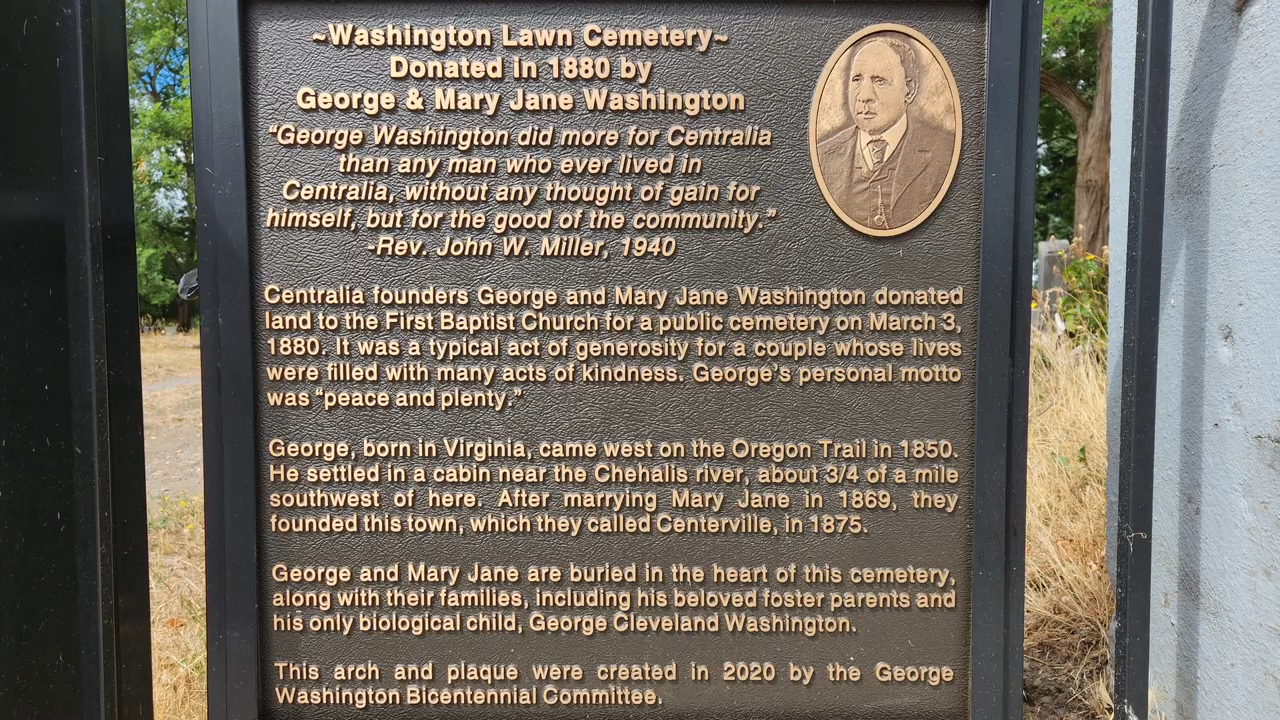 ~Washington Lawn Cemetery~
Donated in 1880 by
George & Mary Jane Washington
“George Washington did more for Centralia
than any man who ever lived in
Centralia, without any thought of gain for
himself, but for the good of the community.”
-Rev. John W. Miller, 1940
Centralia founders George and Mary Jane Washington donated
land to the First Baptist Church for a public cemetery on March 3,
1880. It was a typical act of generosity for a couple whose lives
were filled with many acts of kindness. George’s personal motto
was “peace and plenty.”
George, born in Virginia, came west on the Oregon Trail in 1850.
He settled in a cabin near the Chehalis river, about 3/4 of a mile
southwest of here. After marrying Mary Jane in 1869, they
founded this town, which they called Centerville, in 1875.
George and Mary Jane are buried in the heart of this cemetery,
along with their families, including his beloved foster parents and
his only biological child, George Cleveland Washington.
This arch and plaque were created in 2020 by the George
Washington Bicentennial Committee.